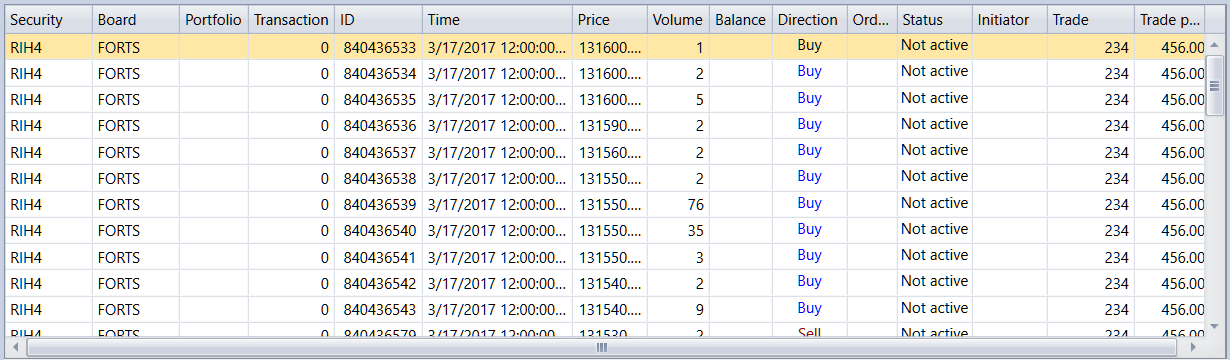 Security Board Portfolio Transaction ID Time Price Volume Balance Direction Ord... Status Initiator Trade Trade p...
RIH4 FORTS 0 840436533 3/17/2017 12:00:00... 131600.... 1 Buy Not active 234 456.00
RIH4 FORTS 0 840436534 3/17/2017 12:00:00... 131600.... 2 Buy Not active 234 456.00
RIH4 FORTS 0 840436535 3/17/2017 12:00:00... 131600.... 5 Buy Not active 234 456.00
RIH4 FORTS 0 840436536 3/17/2017 12:00:00... 131590.... 2 Buy Not active 234 456.00
RIH4 FORTS 0 840436537 3/17/2017 12:00:00... 131560.... 2 Buy Not active 234 456.00
RIH4 FORTS 0 840436538 3/17/2017 12:00:00... 131550.... 2 Buy Not active 234 456.00
RIH4 FORTS 0 840436539 3/17/2017 12:00:00... 131550.... 76 Buy Not active 234 456.00
RIH4 FORTS 0 840436540 3/17/2017 12:00:00... 131550.... 35 Buy Not active 234 456.00
RIH4 FORTS 0 840436541 3/17/2017 12:00:00... 131550.... 3 Buy Not active 234 456.00
RIH4 FORTS 0 840436542 3/17/2017 12:00:00... 131540.... 2 Buy Not active 234 456.00
RIH4 FORTS 0 840436543 3/17/2017 12:00:00... 131540.... 9 Buy Not active 234 456.00
RIH4 FORTS 0 840436579 3/17/2017 12:00:00... 131530.... 2 Sell Not active 234 456.00